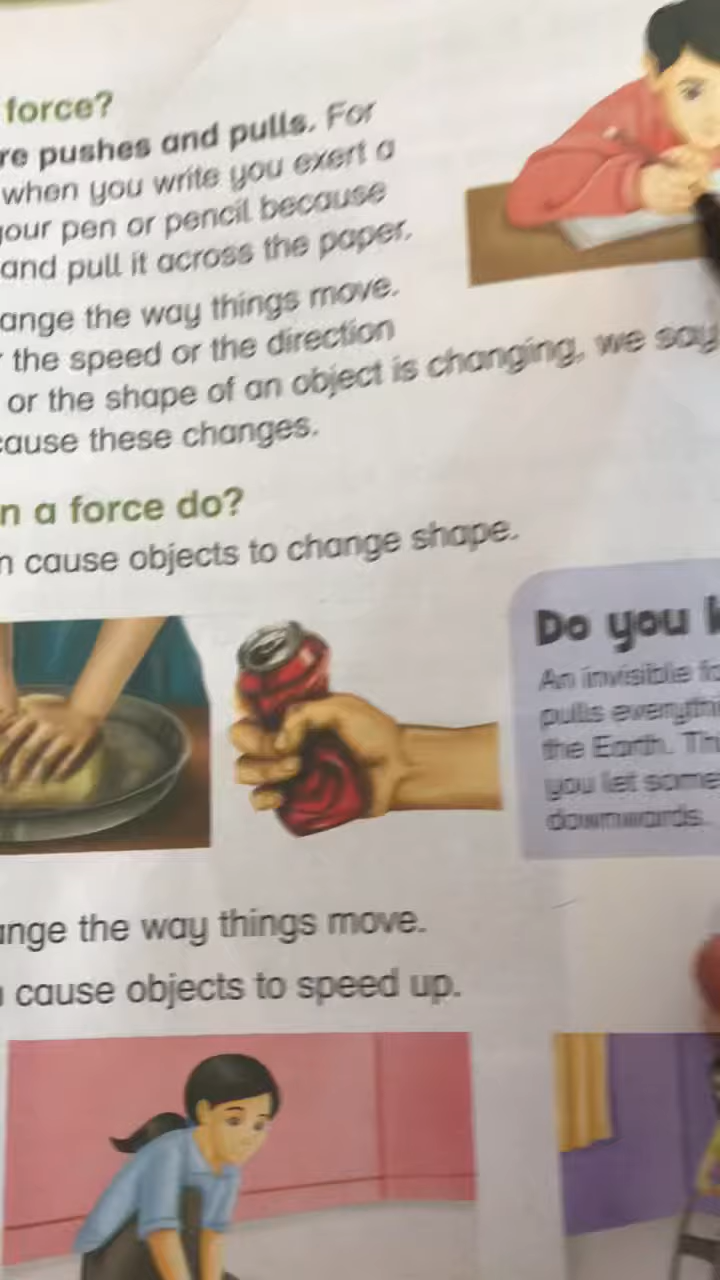 force?
re pushes and pulls. For
when you write you exert a
your pen or pencil because
and pull it across the paper.
ange the way things move.
the speed or the direction
or the shape of an object is changing, we say
cause these changes.
n a force do?
n cause objects to change shape.
Do you k
An invisible fo
pulls everythi
the Earth. Thi
you let some
downwards.
ange the way things move.
cause objects to speed up.